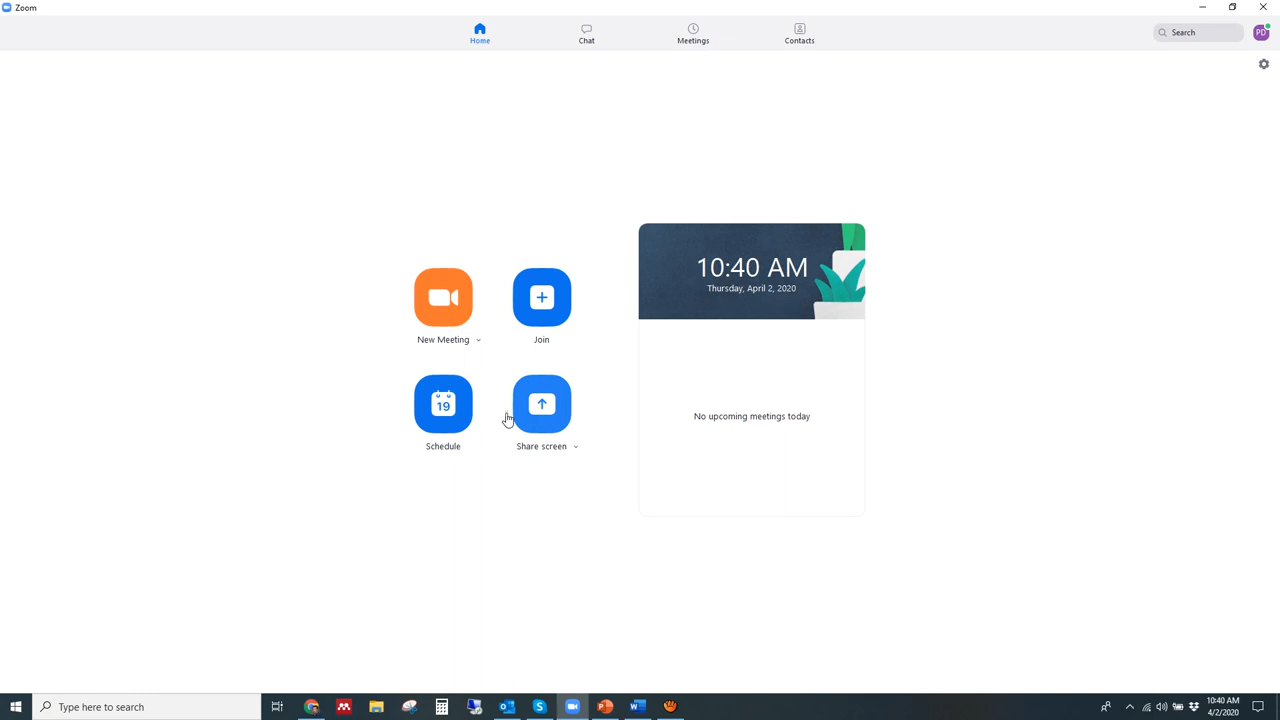 Zoom
Home
Chat
Meetings
Contacts
Search
PD
10:40 AM
Thursday, April 2, 2020
New Meeting
Join
19
Schedule
Share screen
No upcoming meetings today
Type here to search
10:40 AM
4/2/2020